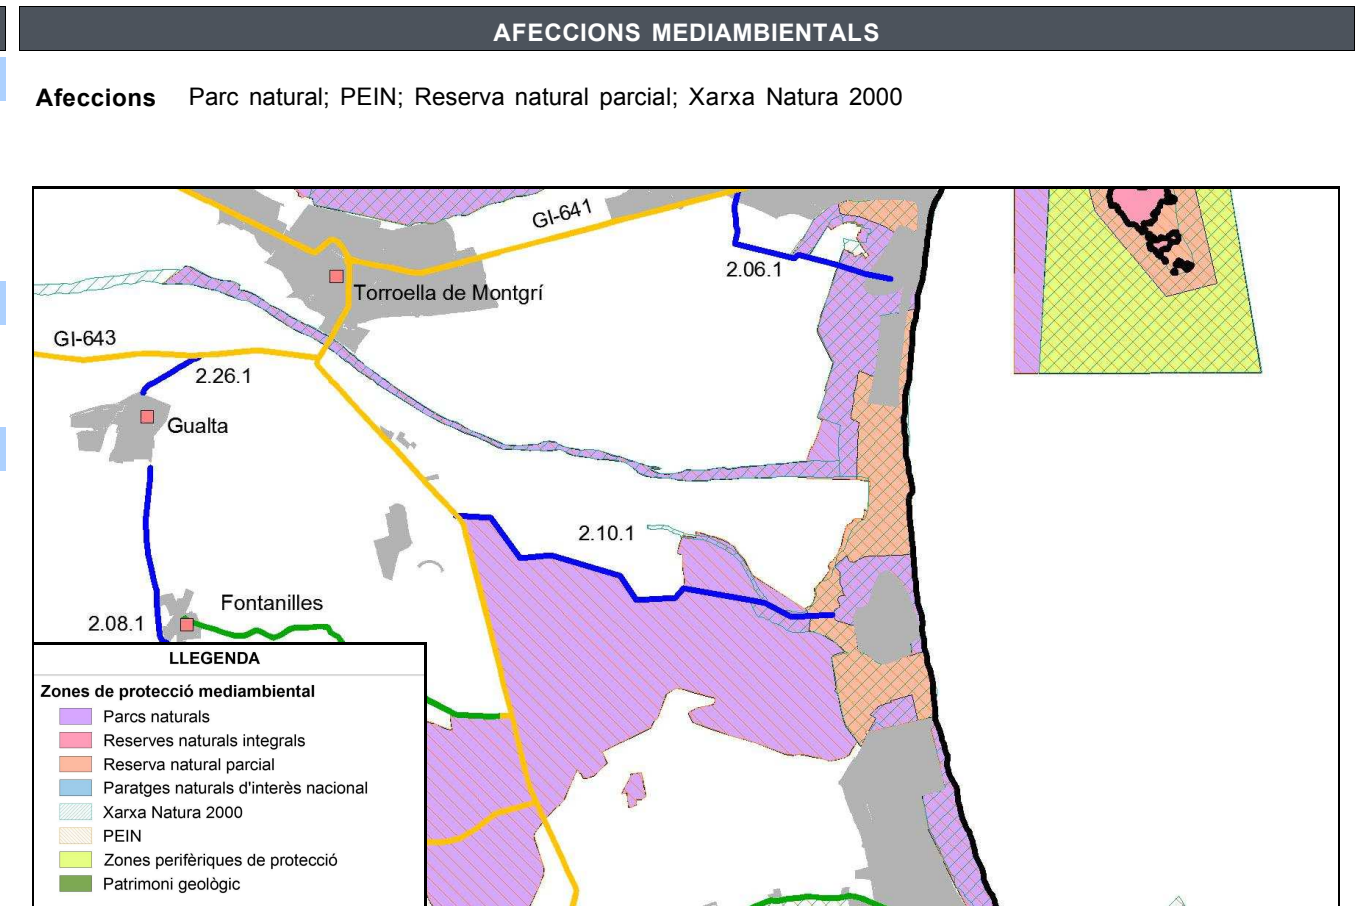 AFECCIONS MEDIAMBIENTALS
Afeccions Parc natural; PEIN; Reserva natural parcial; Xarxa Natura 2000
GI-641
2.06.1
Torroella de Montgrí
GI-643
2.26.1
Gualta
2.10.1
Fontanilles
2.08.1
LLEGENDA
Zones de protecció mediambiental
Parcs naturals
Reserves naturals integrals
Reserva natural parcial
Paratges naturals d'interès nacional
Xarxa Natura 2000
PEIN
Zones perifèriques de protecció
Patrimoni geològic